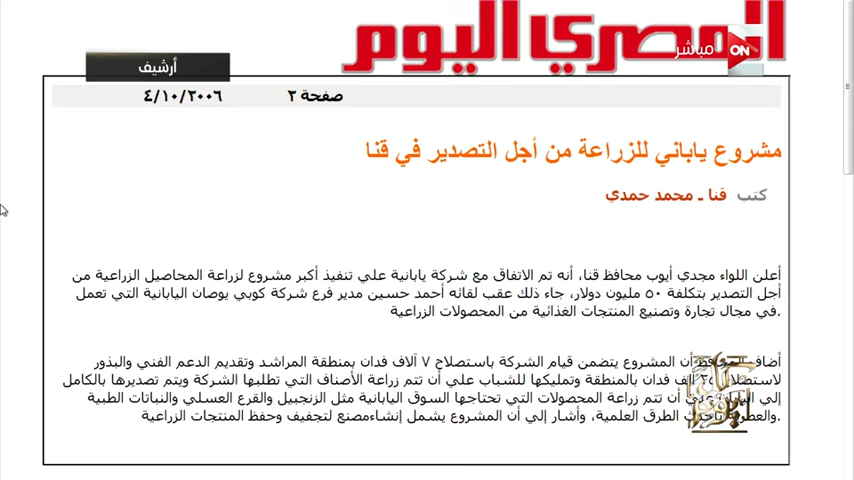 المصري اليوم
مباشر ON
أرشيف
صفحة ٢ ٤/١٠/٢٠٠٦
مشروع ياباني للزراعة من أجل التصدير في قنا
كتب قنا ـ محمد حمدي
أعلن اللواء مجدي أيوب محافظ قنا، أنه تم الاتفاق مع شركة يابانية علي تنفيذ أكبر مشروع لزراعة المحاصيل الزراعية من
أجل التصدير بتكلفة ٥٠ مليون دولار، جاء ذلك عقب لقائه أحمد حسين مدير فرع شركة كوبي يوصان اليابانية التي تعمل
.في مجال تجارة وتصنيع المنتجات الغذائية من المحصولات الزراعية
أضاف أن المشروع يتضمن قيام الشركة باستصلاح ٧ آلاف فدان بمنطقة المراشد وتقديم الدعم الفني والبذور
ألف فدان بالمنطقة وتمليكها للشباب علي أن تتم زراعة الأصناف التي تطلبها الشركة ويتم تصديرها بالكامل
إلي أن تتم زراعة المحصولات التي تحتاجها السوق اليابانية مثل الزنجبيل والقرع العسلي والنباتات الطبية
الطرق العلمية، وأشار إلي أن المشروع يشمل إنشاءمصنع لتجفيف وحفظ المنتجات الزراعية.